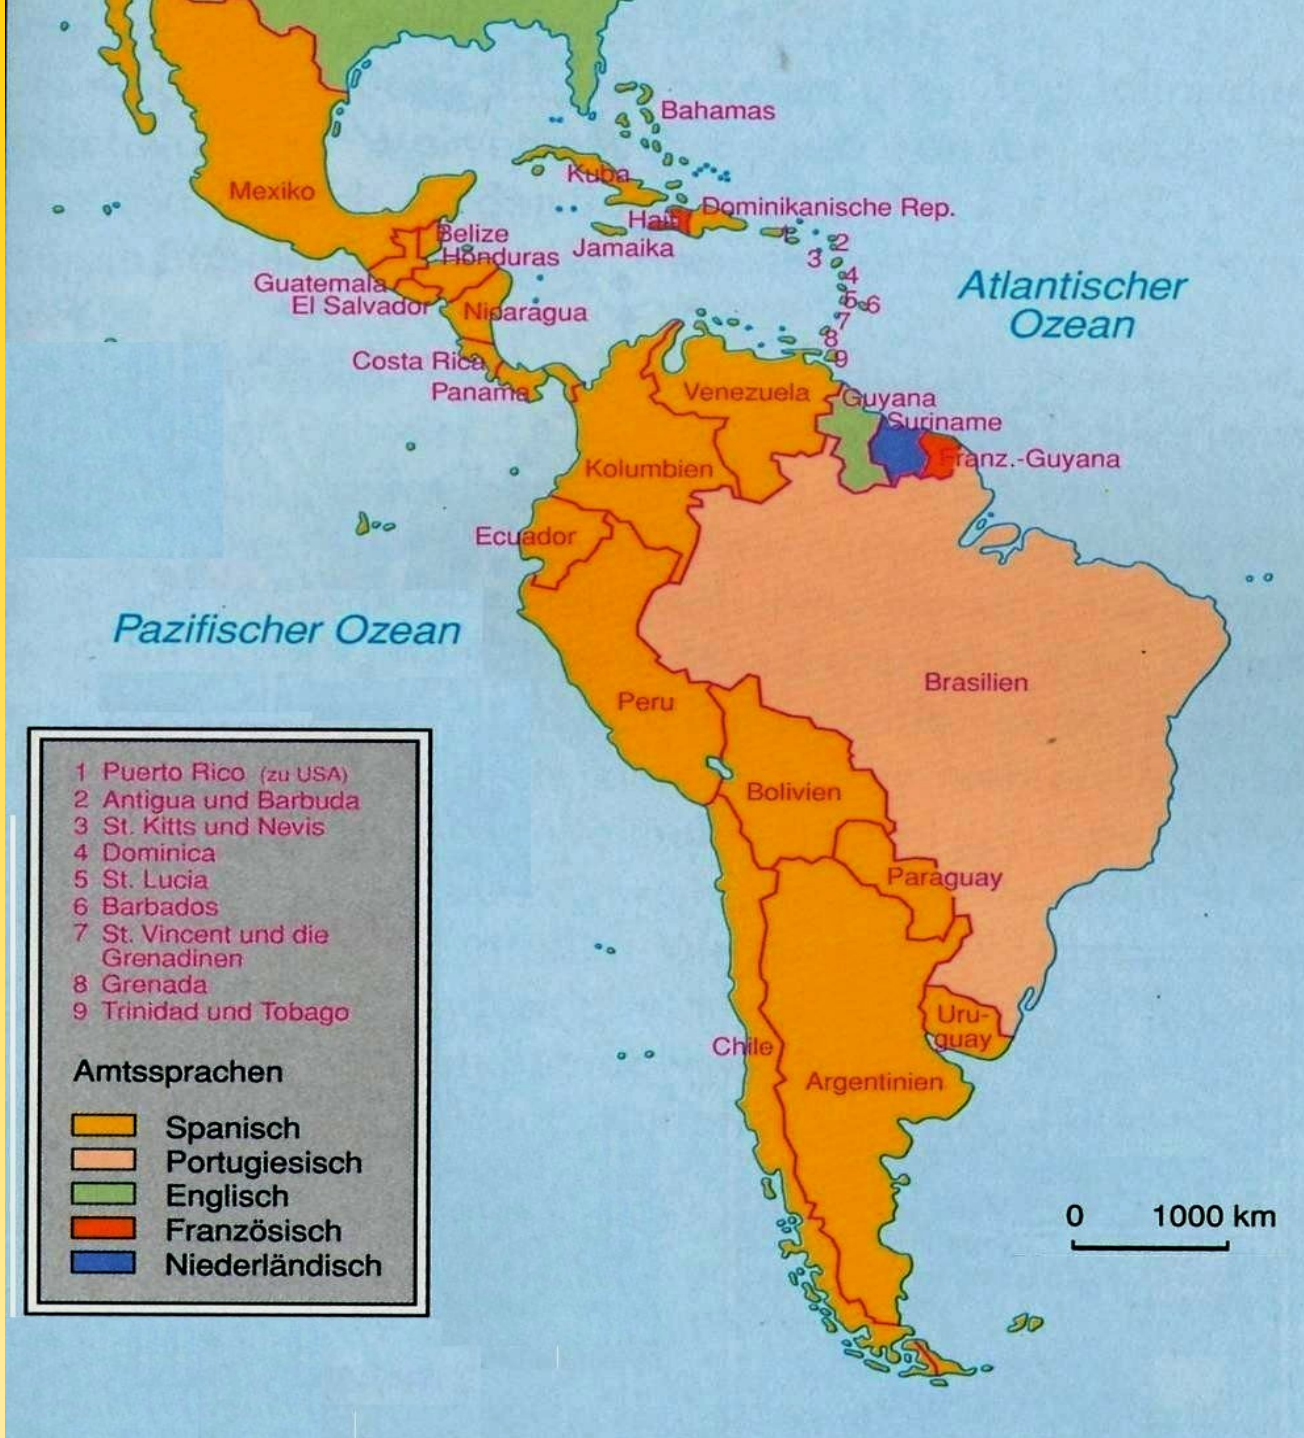 Bahamas
Kuba
Mexiko
Dominikanische Rep.
Haiti
Jamaika
Belize
Honduras
Guatemala
El Salvador
Nicaragua
1
2
3
4
5
6
7
8
9
Atlantischer
Ozean
Costa Rica
Panama
Venezuela
Guyana
Suriname
Franz.-Guyana
Kolumbien
Ecuador
Pazifischer Ozean
Brasilien
Peru
Bolivien
Paraguay
Uru-
guay
Chile
Argentinien
1 Puerto Rico (zu USA)
2 Antigua und Barbuda
3 St. Kitts und Nevis
4 Dominica
5 St. Lucia
6 Barbados
7 St. Vincent und die
Grenadinen
8 Grenada
9 Trinidad und Tobago
Amtssprachen
Spanisch
Portugiesisch
Englisch
Französisch
Niederländisch
0 1000 km